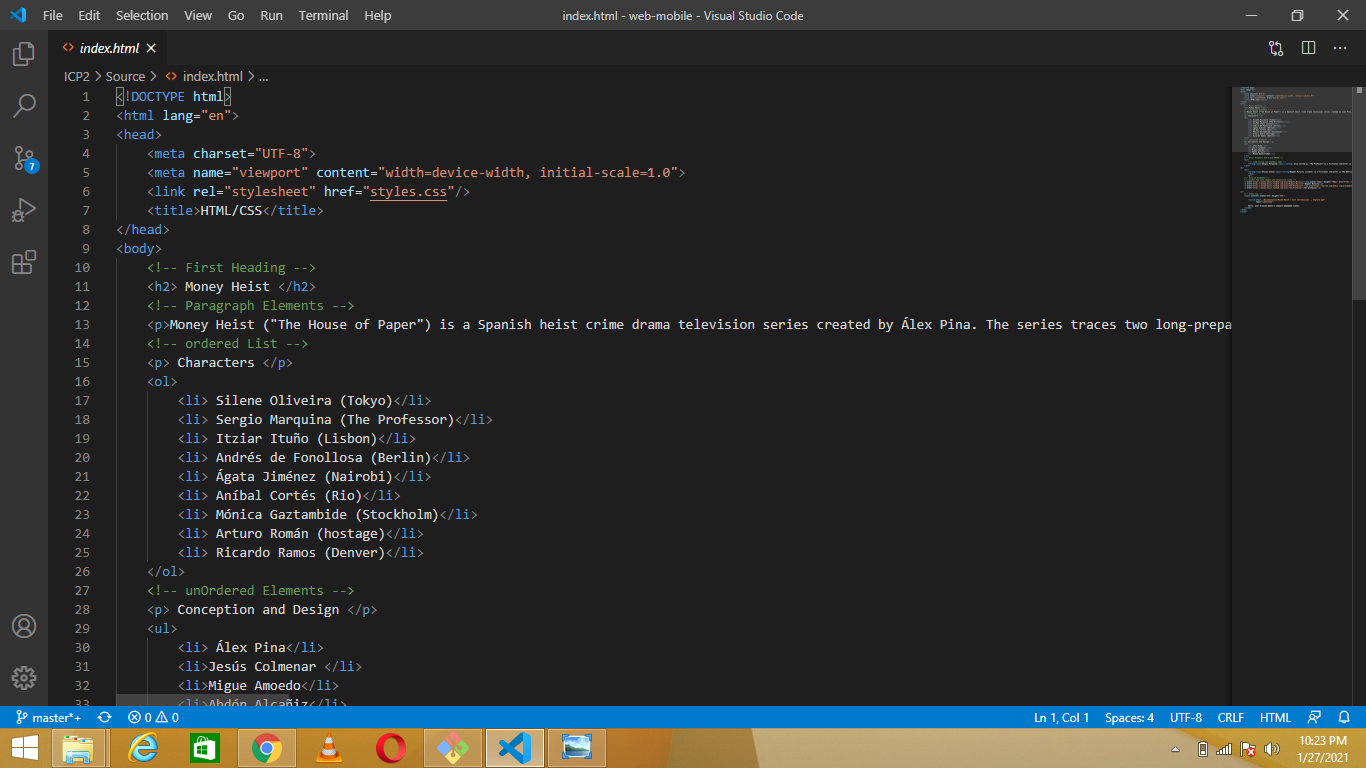 File Edit Selection View Go Run Terminal Help index.html - web-mobile - Visual Studio Code
index.html
ICP2 > Source > index.html > ...
1 <!DOCTYPE html>
2 <html lang="en">
3 <head>
4 <meta charset="UTF-8">
5 <meta name="viewport" content="width=device-width, initial-scale=1.0">
6 <link rel="stylesheet" href="styles.css"/>
7 <title>HTML/CSS</title>
8 </head>
9 <body>
10 <!-- First Heading -->
11 <h2> Money Heist </h2>
12 <!-- Paragraph Elements -->
13 <p>Money Heist ("The House of Paper") is a Spanish heist crime drama television series created by Álex Pina. The series traces two long-prepa
14 <!-- ordered List -->
15 <p> Characters </p>
16 <ol>
17 <li> Silene Oliveira (Tokyo)</li>
18 <li> Sergio Marquina (The Professor)</li>
19 <li> Itziar Ituño (Lisbon)</li>
20 <li> Andrés de Fonollosa (Berlin)</li>
21 <li> Ágata Jiménez (Nairobi)</li>
22 <li> Aníbal Cortés (Rio)</li>
23 <li> Mónica Gaztambide (Stockholm)</li>
24 <li> Arturo Román (hostage)</li>
25 <li> Ricardo Ramos (Denver)</li>
26 </ol>
27 <!-- unOrdered Elements -->
28 <p> Conception and Design </p>
29 <ul>
30 <li> Álex Pina</li>
31 <li>Jesús Colmenar </li>
32 <li>Migue Amoedo</li>
33 <li>Abdón Alcañiz</li>
7
master*+ 0 0 Ln 1, Col 1 Spaces: 4 UTF-8 CRLF HTML
10:23 PM
1/27/2021